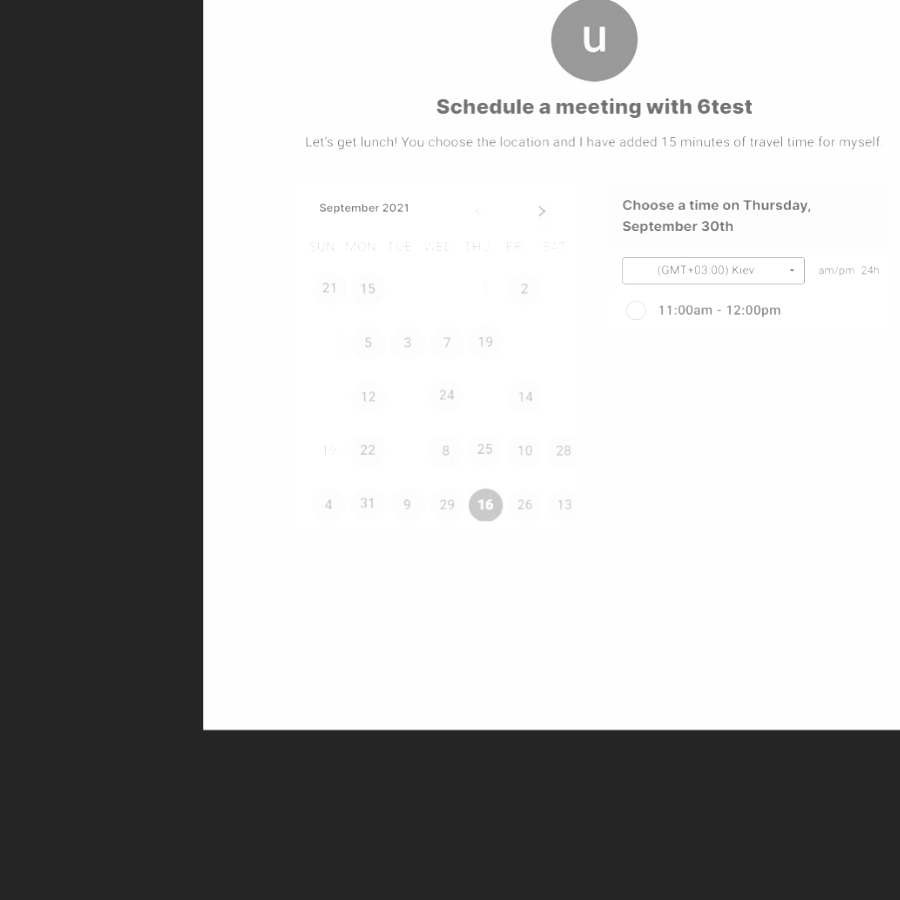 u
Schedule a meeting with 6test
Let's get lunch! You choose the location and I have added 15 minutes of travel time for myself.
September 2021
SUN MON TUE WED THU FRI SAT
21 15 2
5 3 7 19
12 24 14
22 8 25 10 28
4 31 9 29 16 26 13
Choose a time on Thursday,
September 30th
(GMT+03:00) Kiev am/pm 24h
11:00am - 12:00pm